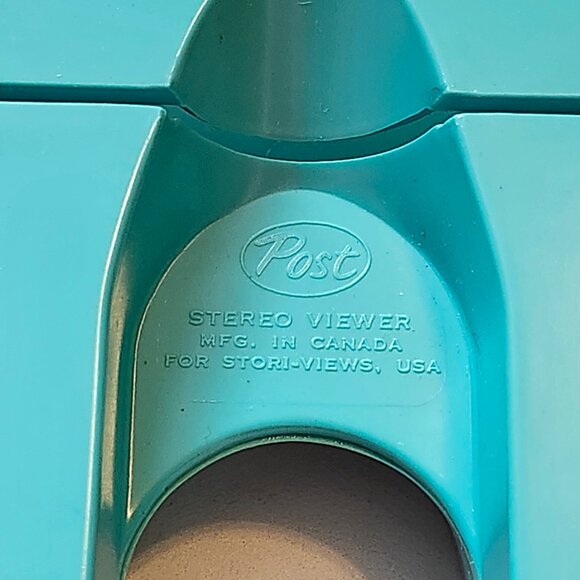 Post
STEREO VIEWER
MFG. IN CANADA
FOR STORI-VIEWS, USA